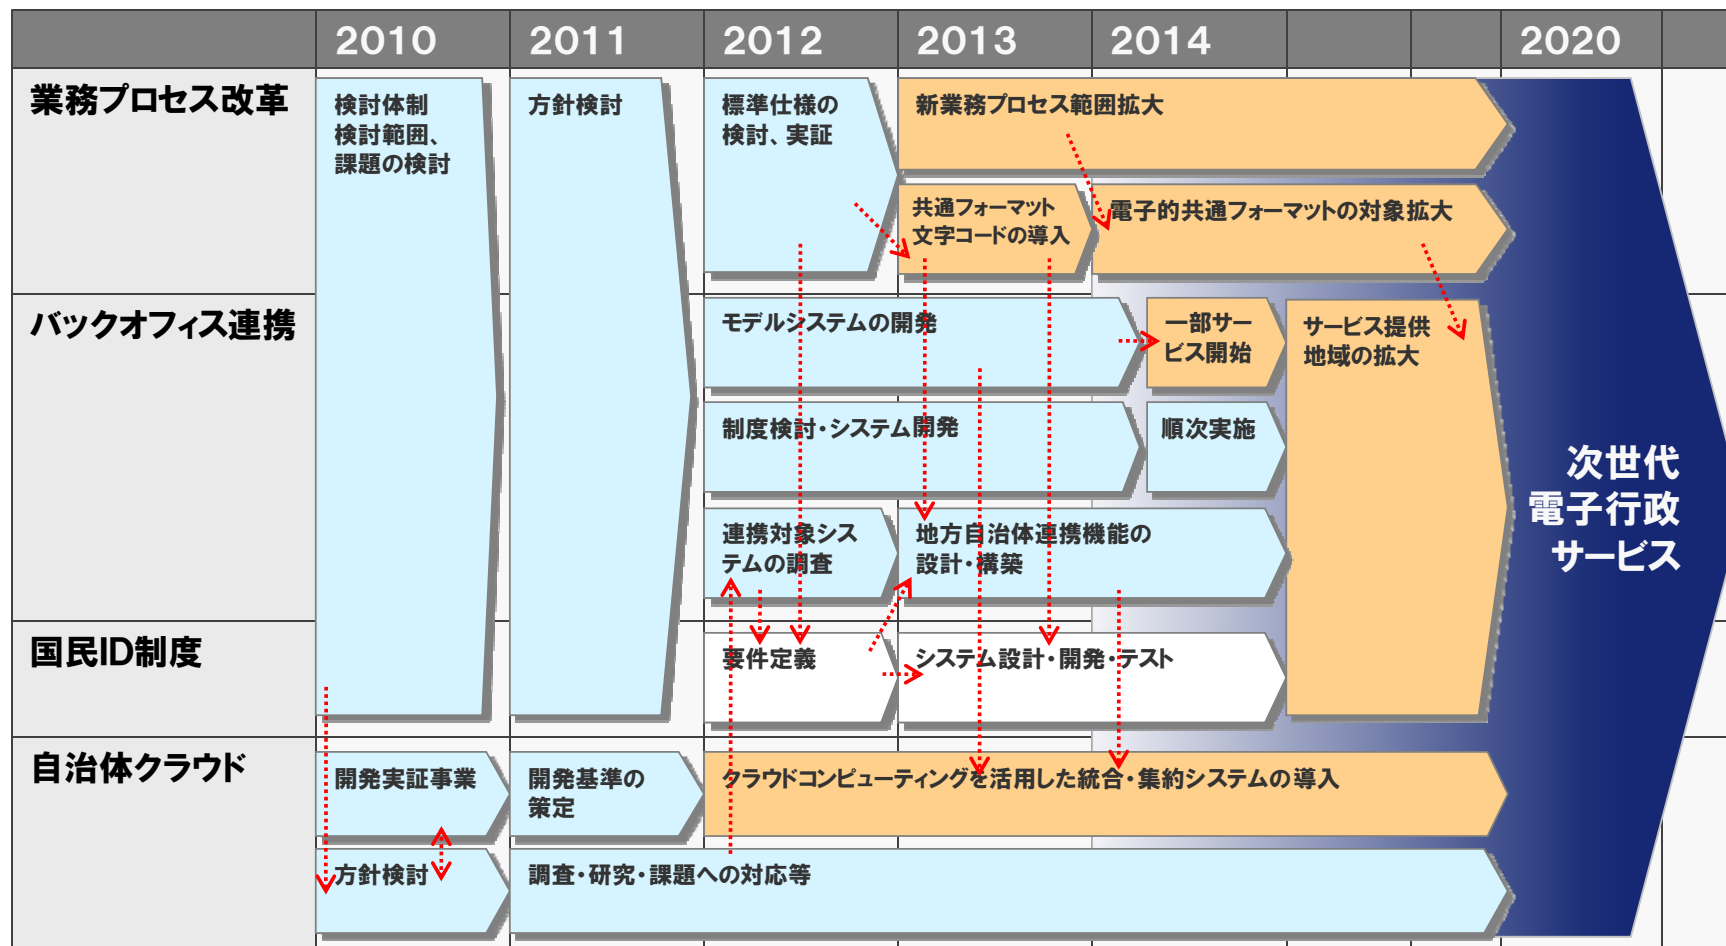 2010
2011
2012
2013
2014
2020
業務プロセス改革
検討体制
検討範囲、
課題の検討
方針検討
標準仕様の
検討、実証
新業務プロセス範囲拡大
共通フォーマット
文字コードの導入
電子的共通フォーマットの対象拡大
バックオフィス連携
モデルシステムの開発
一部サー
ビス開始
サービス提供
地域の拡大
制度検討・システム開発
順次実施
連携対象シス
テムの調査
地方自治体連携機能の
設計・構築
次世代
電子行政
サービス
国民ID制度
要件定義
システム設計・開発・テスト
自治体クラウド
開発実証事業
開発基準の
策定
クラウドコンピューティングを活用した統合・集約システムの導入
方針検討
調査・研究・課題への対応等